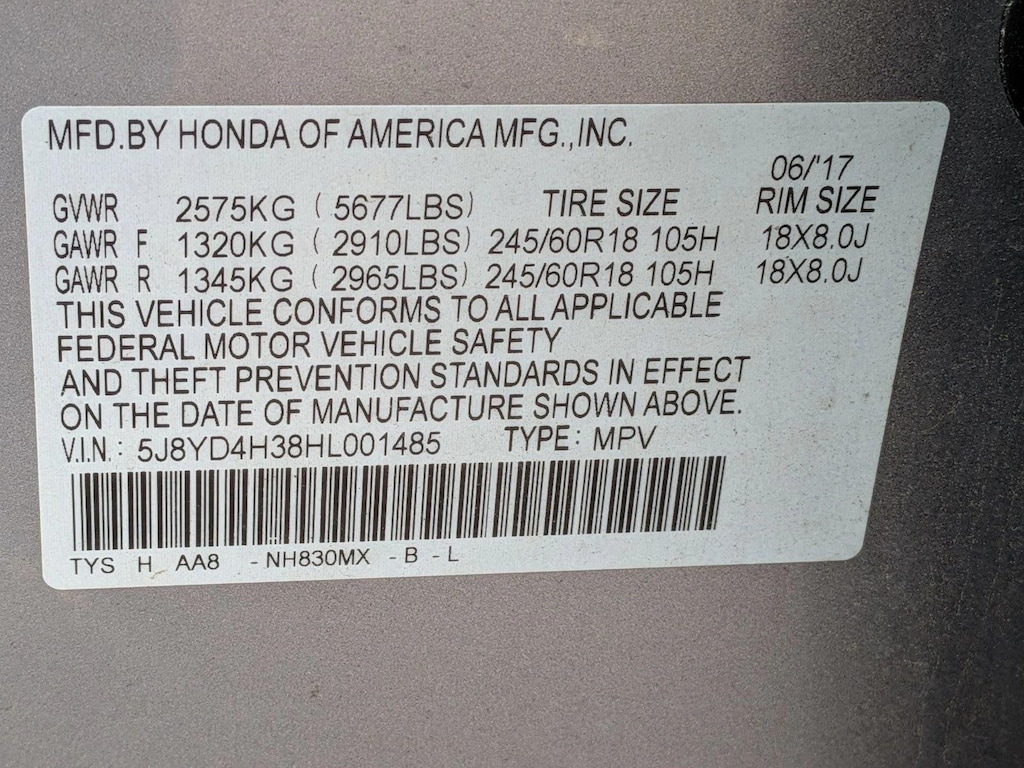 MFD.BY HONDA OF AMERICA MFG.,INC.
06/'17
GVWR 2575KG ( 5677LBS) TIRE SIZE RIM SIZE
GAWR F 1320KG ( 2910LBS) 245/60R18 105H 18X8.0J
GAWR R 1345KG ( 2965LBS) 245/60R18 105H 18X8.0J
THIS VEHICLE CONFORMS TO ALL APPLICABLE
FEDERAL MOTOR VEHICLE SAFETY
AND THEFT PREVENTION STANDARDS IN EFFECT
ON THE DATE OF MANUFACTURE SHOWN ABOVE.
V.I.N.: 5J8YD4H38HL001485 TYPE: MPV
TYS H AA8 - NH830MX - B - L